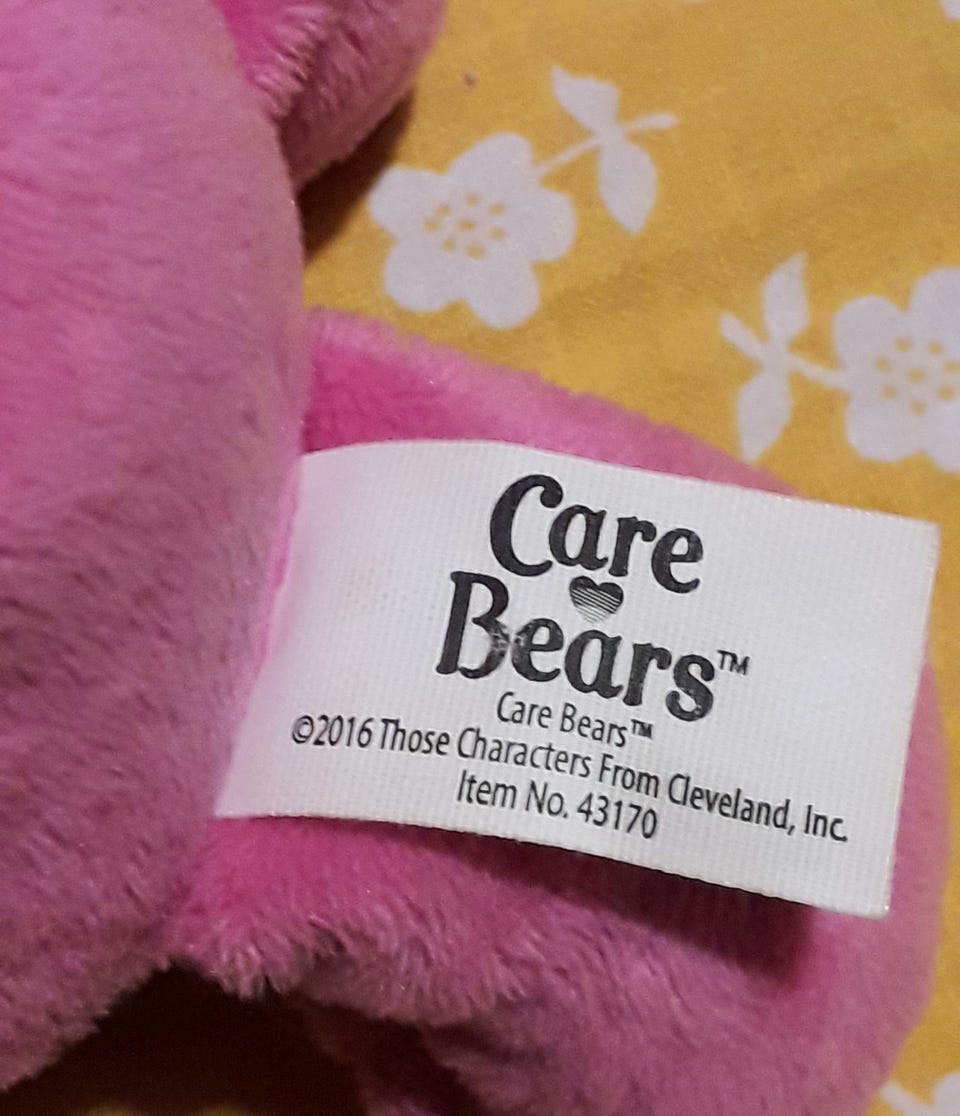 Care
Bears™
Care Bears™
©2016 Those Characters From Cleveland, Inc.
Item No. 43170